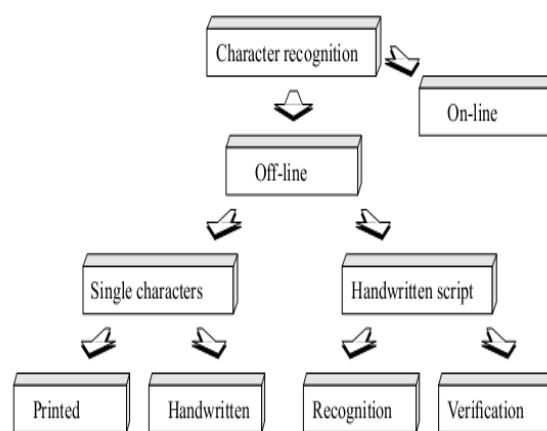 Character recognition
On-line
Off-line
Single characters
Handwritten script
Printed
Handwritten
Recognition
Verification